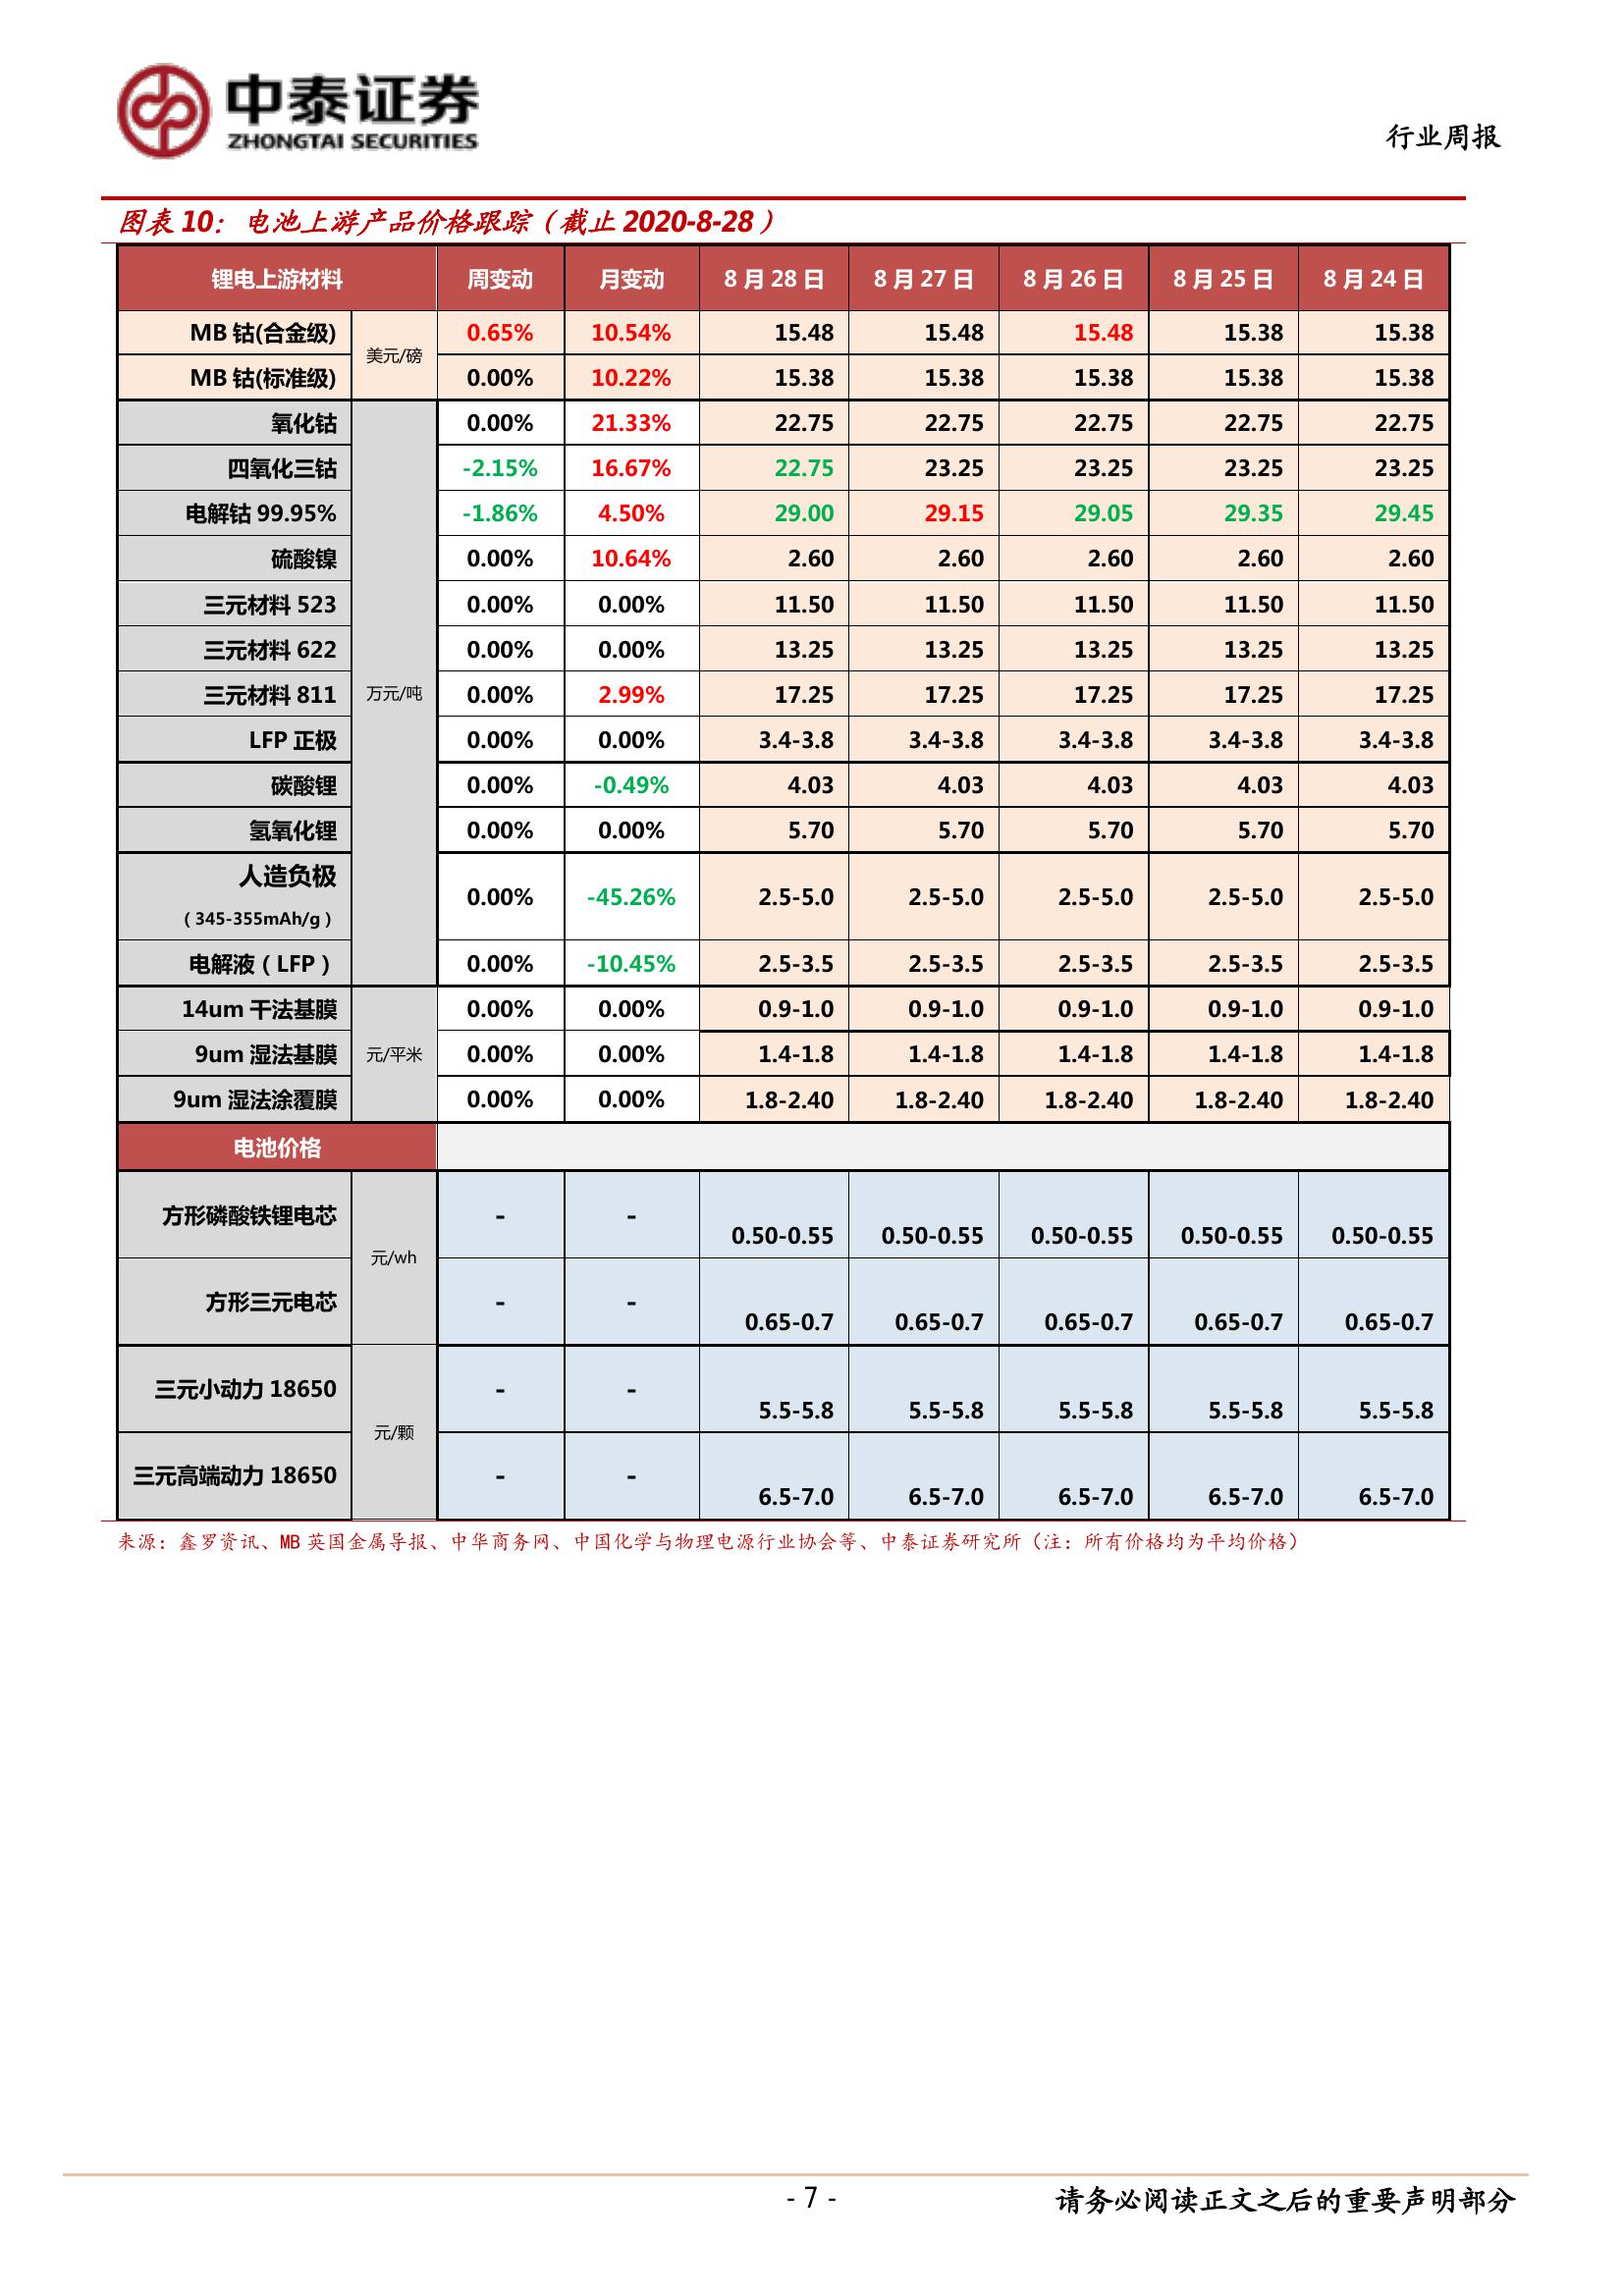 中泰证券
ZHONGTAI SECURITIES
行业周报
图表 10：电池上游产品价格跟踪（截止 2020-8-28）
锂电上游材料 周变动 月变动 8 月 28 日 8 月 27 日 8 月 26 日 8 月 25 日 8 月 24 日
MB 钴(合金级) 美元/磅 0.65% 10.54% 15.48 15.48 15.48 15.38 15.38
MB 钴(标准级) 0.00% 10.22% 15.38 15.38 15.38 15.38 15.38
氧化钴 0.00% 21.33% 22.75 22.75 22.75 22.75 22.75
四氧化三钴 -2.15% 16.67% 22.75 23.25 23.25 23.25 23.25
电解钴 99.95% -1.86% 4.50% 29.00 29.15 29.05 29.35 29.45
硫酸镍 0.00% 10.64% 2.60 2.60 2.60 2.60 2.60
三元材料 523 0.00% 0.00% 11.50 11.50 11.50 11.50 11.50
三元材料 622 0.00% 0.00% 13.25 13.25 13.25 13.25 13.25
三元材料 811 万元/吨 0.00% 2.99% 17.25 17.25 17.25 17.25 17.25
LFP 正极 0.00% 0.00% 3.4-3.8 3.4-3.8 3.4-3.8 3.4-3.8 3.4-3.8
碳酸锂 0.00% -0.49% 4.03 4.03 4.03 4.03 4.03
氢氧化锂 0.00% 0.00% 5.70 5.70 5.70 5.70 5.70
人造负极
（345-355mAh/g） 0.00% -45.26% 2.5-5.0 2.5-5.0 2.5-5.0 2.5-5.0 2.5-5.0
电解液（LFP） 0.00% -10.45% 2.5-3.5 2.5-3.5 2.5-3.5 2.5-3.5 2.5-3.5
14um 干法基膜 0.00% 0.00% 0.9-1.0 0.9-1.0 0.9-1.0 0.9-1.0 0.9-1.0
9um 湿法基膜 元/平米 0.00% 0.00% 1.4-1.8 1.4-1.8 1.4-1.8 1.4-1.8 1.4-1.8
9um 湿法涂覆膜 0.00% 0.00% 1.8-2.40 1.8-2.40 1.8-2.40 1.8-2.40 1.8-2.40
电池价格
方形磷酸铁锂电芯 元/wh - - 0.50-0.55 0.50-0.55 0.50-0.55 0.50-0.55 0.50-0.55
方形三元电芯 - - 0.65-0.7 0.65-0.7 0.65-0.7 0.65-0.7 0.65-0.7
三元小动力 18650 元/颗 - - 5.5-5.8 5.5-5.8 5.5-5.8 5.5-5.8 5.5-5.8
三元高端动力 18650 - - 6.5-7.0 6.5-7.0 6.5-7.0 6.5-7.0 6.5-7.0
来源：鑫罗资讯、MB 英国金属导报、中华商务网、中国化学与物理电源行业协会等、中泰证券研究所（注：所有价格均为平均价格）
- 7 - 请务必阅读正文之后的重要声明部分